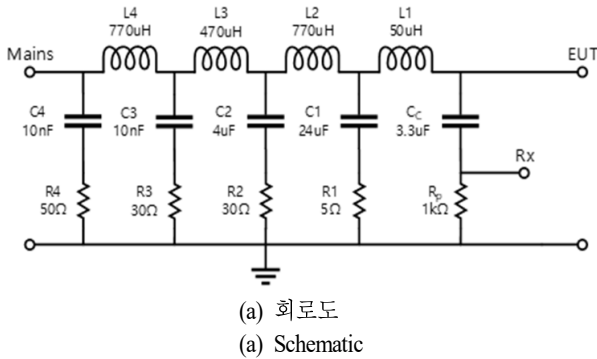 L4
770uH
L3
470uH
L2
770uH
L1
50uH
Mains
EUT
C4
10nF
C3
10nF
C2
4uF
C1
24uF
Cc
3.3uF
Rx
R4
50Ω
R3
30Ω
R2
30Ω
R1
5Ω
Rp
1kΩ
(a) 회로도
(a) Schematic